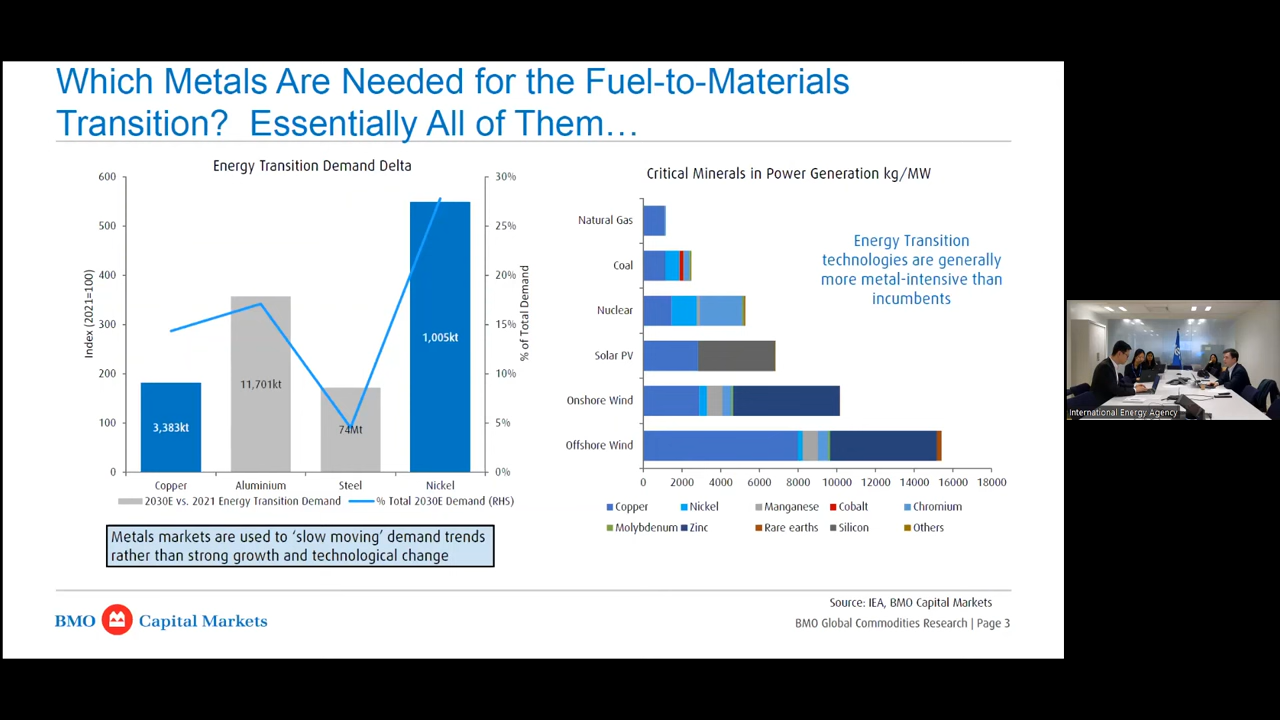 Which Metals Are Needed for the Fuel-to-Materials
Transition? Essentially All of Them…
Energy Transition Demand Delta
600
500
400
300
200
100
0
Index (2021=100)
30%
25%
20%
15%
10%
5%
0%
% of Total Demand
3,383kt
11,701kt
74Mt
1,005kt
Copper
Aluminium
Steel
Nickel
2030E vs. 2021 Energy Transition Demand
% Total 2030E Demand (RHS)
Metals markets are used to ‘slow moving’ demand trends
rather than strong growth and technological change
Critical Minerals in Power Generation kg/MW
Natural Gas
Coal
Nuclear
Solar PV
Onshore Wind
Offshore Wind
Energy Transition
technologies are generally
more metal-intensive than
incumbents
0 2000 4000 6000 8000 10000 12000 14000 16000 18000
Copper Nickel Manganese Cobalt Chromium
Molybdenum Zinc Rare earths Silicon Others
Source: IEA, BMO Capital Markets
BMO Capital Markets
BMO Global Commodities Research | Page 3
International Energy Agency